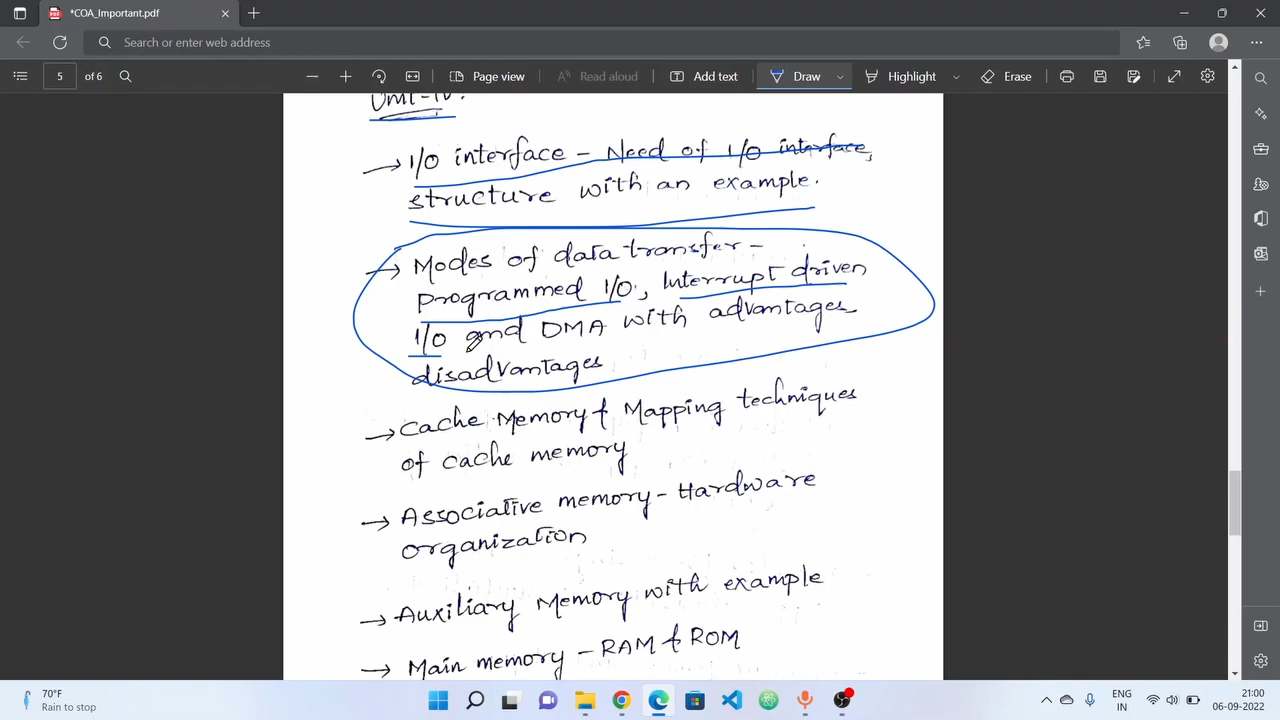 *COA_Important.pdf
Search or enter web address
5 of 6
Page view
Read aloud
Add text
Draw
Highlight
Erase
Unit-IV:
→ I/O interface - Need of I/O interface,
structure with an example.
→ Modes of data transfer -
programmed I/O, Interrupt driven
I/O and DMA with advantages
disadvantages
→ Cache Memory & Mapping techniques
of cache memory
→ Associative memory - Hardware
organization
→ Auxiliary Memory with example
→ Main memory - RAM & ROM
70°F
Rain to stop
ENG
IN
21:00
06-09-2022